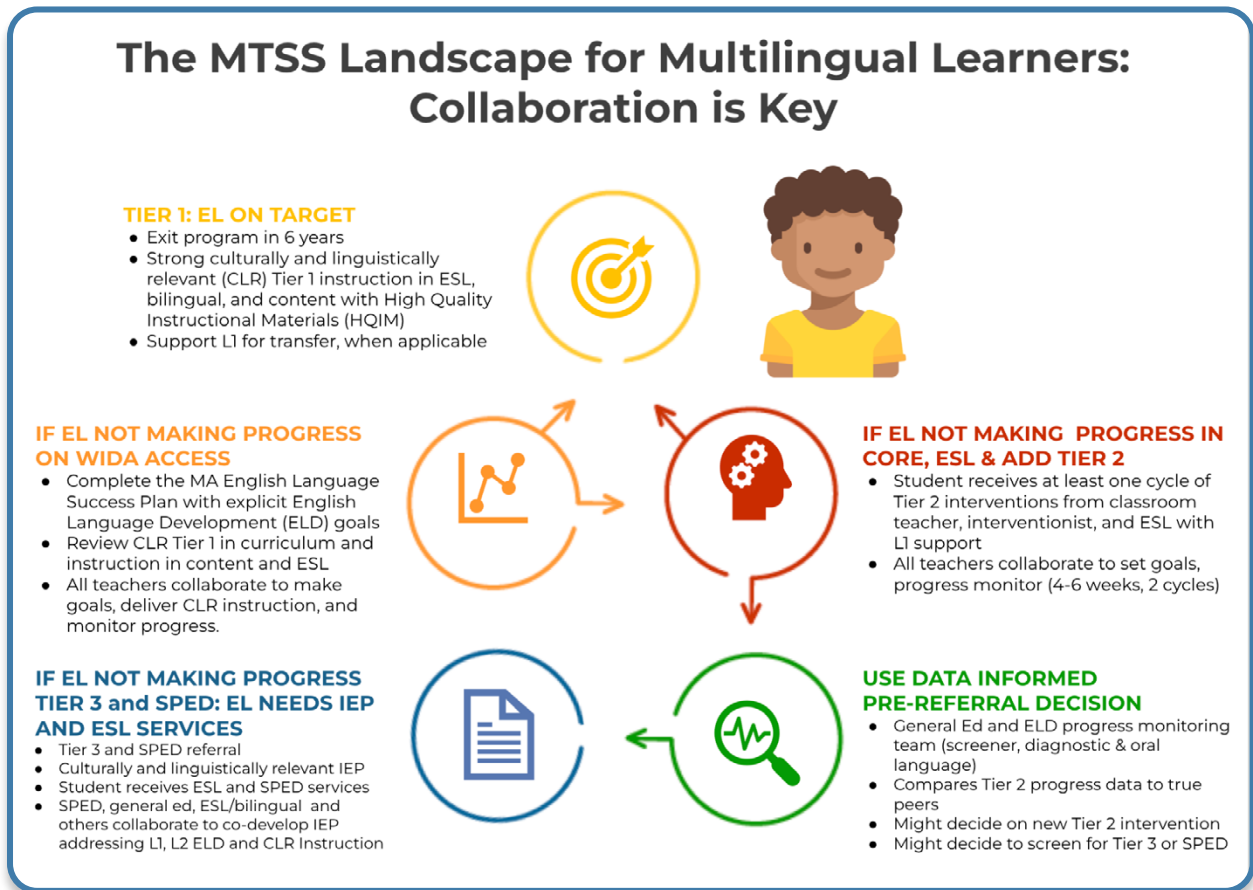 The MTSS Landscape for Multilingual Learners:
Collaboration is Key
TIER 1: EL ON TARGET
● Exit program in 6 years
● Strong culturally and linguistically
relevant (CLR) Tier 1 instruction in ESL,
bilingual, and content with High Quality
Instructional Materials (HQIM)
● Support L1 for transfer, when applicable
IF EL NOT MAKING PROGRESS
ON WIDA ACCESS
● Complete the MA English Language
Success Plan with explicit English
Language Development (ELD) goals
● Review CLR Tier 1 in curriculum and
instruction in content and ESL
● All teachers collaborate to make
goals, deliver CLR instruction, and
monitor progress.
IF EL NOT MAKING PROGRESS IN
CORE, ESL & ADD TIER 2
● Student receives at least one cycle of
Tier 2 interventions from classroom
teacher, interventionist, and ESL with
L1 support
● All teachers collaborate to set goals,
progress monitor (4-6 weeks, 2 cycles)
IF EL NOT MAKING PROGRESS
TIER 3 and SPED: EL NEEDS IEP
AND ESL SERVICES
● Tier 3 and SPED referral
● Culturally and linguistically relevant IEP
● Student receives ESL and SPED services
● SPED, general ed, ESL/bilingual and
others collaborate to co-develop IEP
addressing L1, L2 ELD and CLR Instruction
USE DATA INFORMED
PRE-REFERRAL DECISION
● General Ed and ELD progress monitoring
team (screener, diagnostic & oral
language)
● Compares Tier 2 progress data to true
peers
● Might decide on new Tier 2 intervention
● Might decide to screen for Tier 3 or SPED